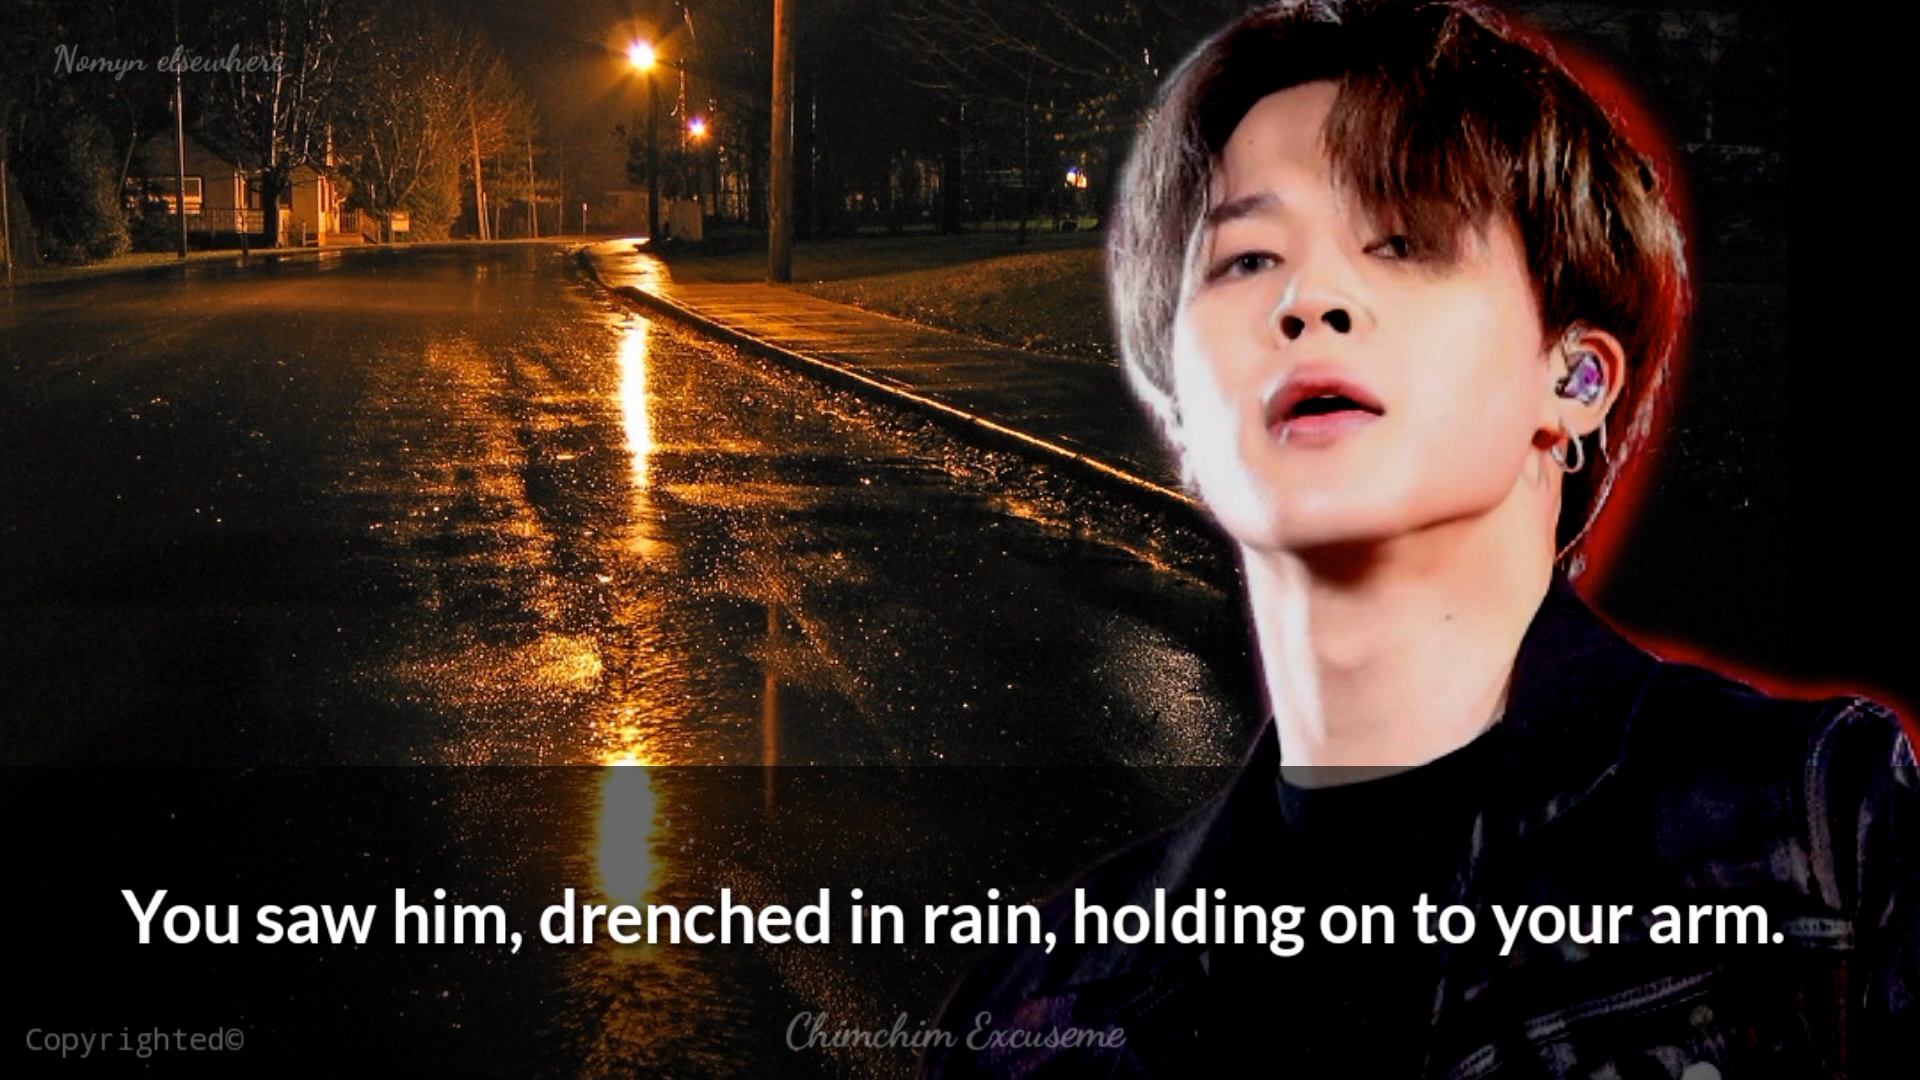 Nomyn elsewhere
You saw him, drenched in rain, holding on to your arm.
Chimchim Excuseme
Copyrighted©